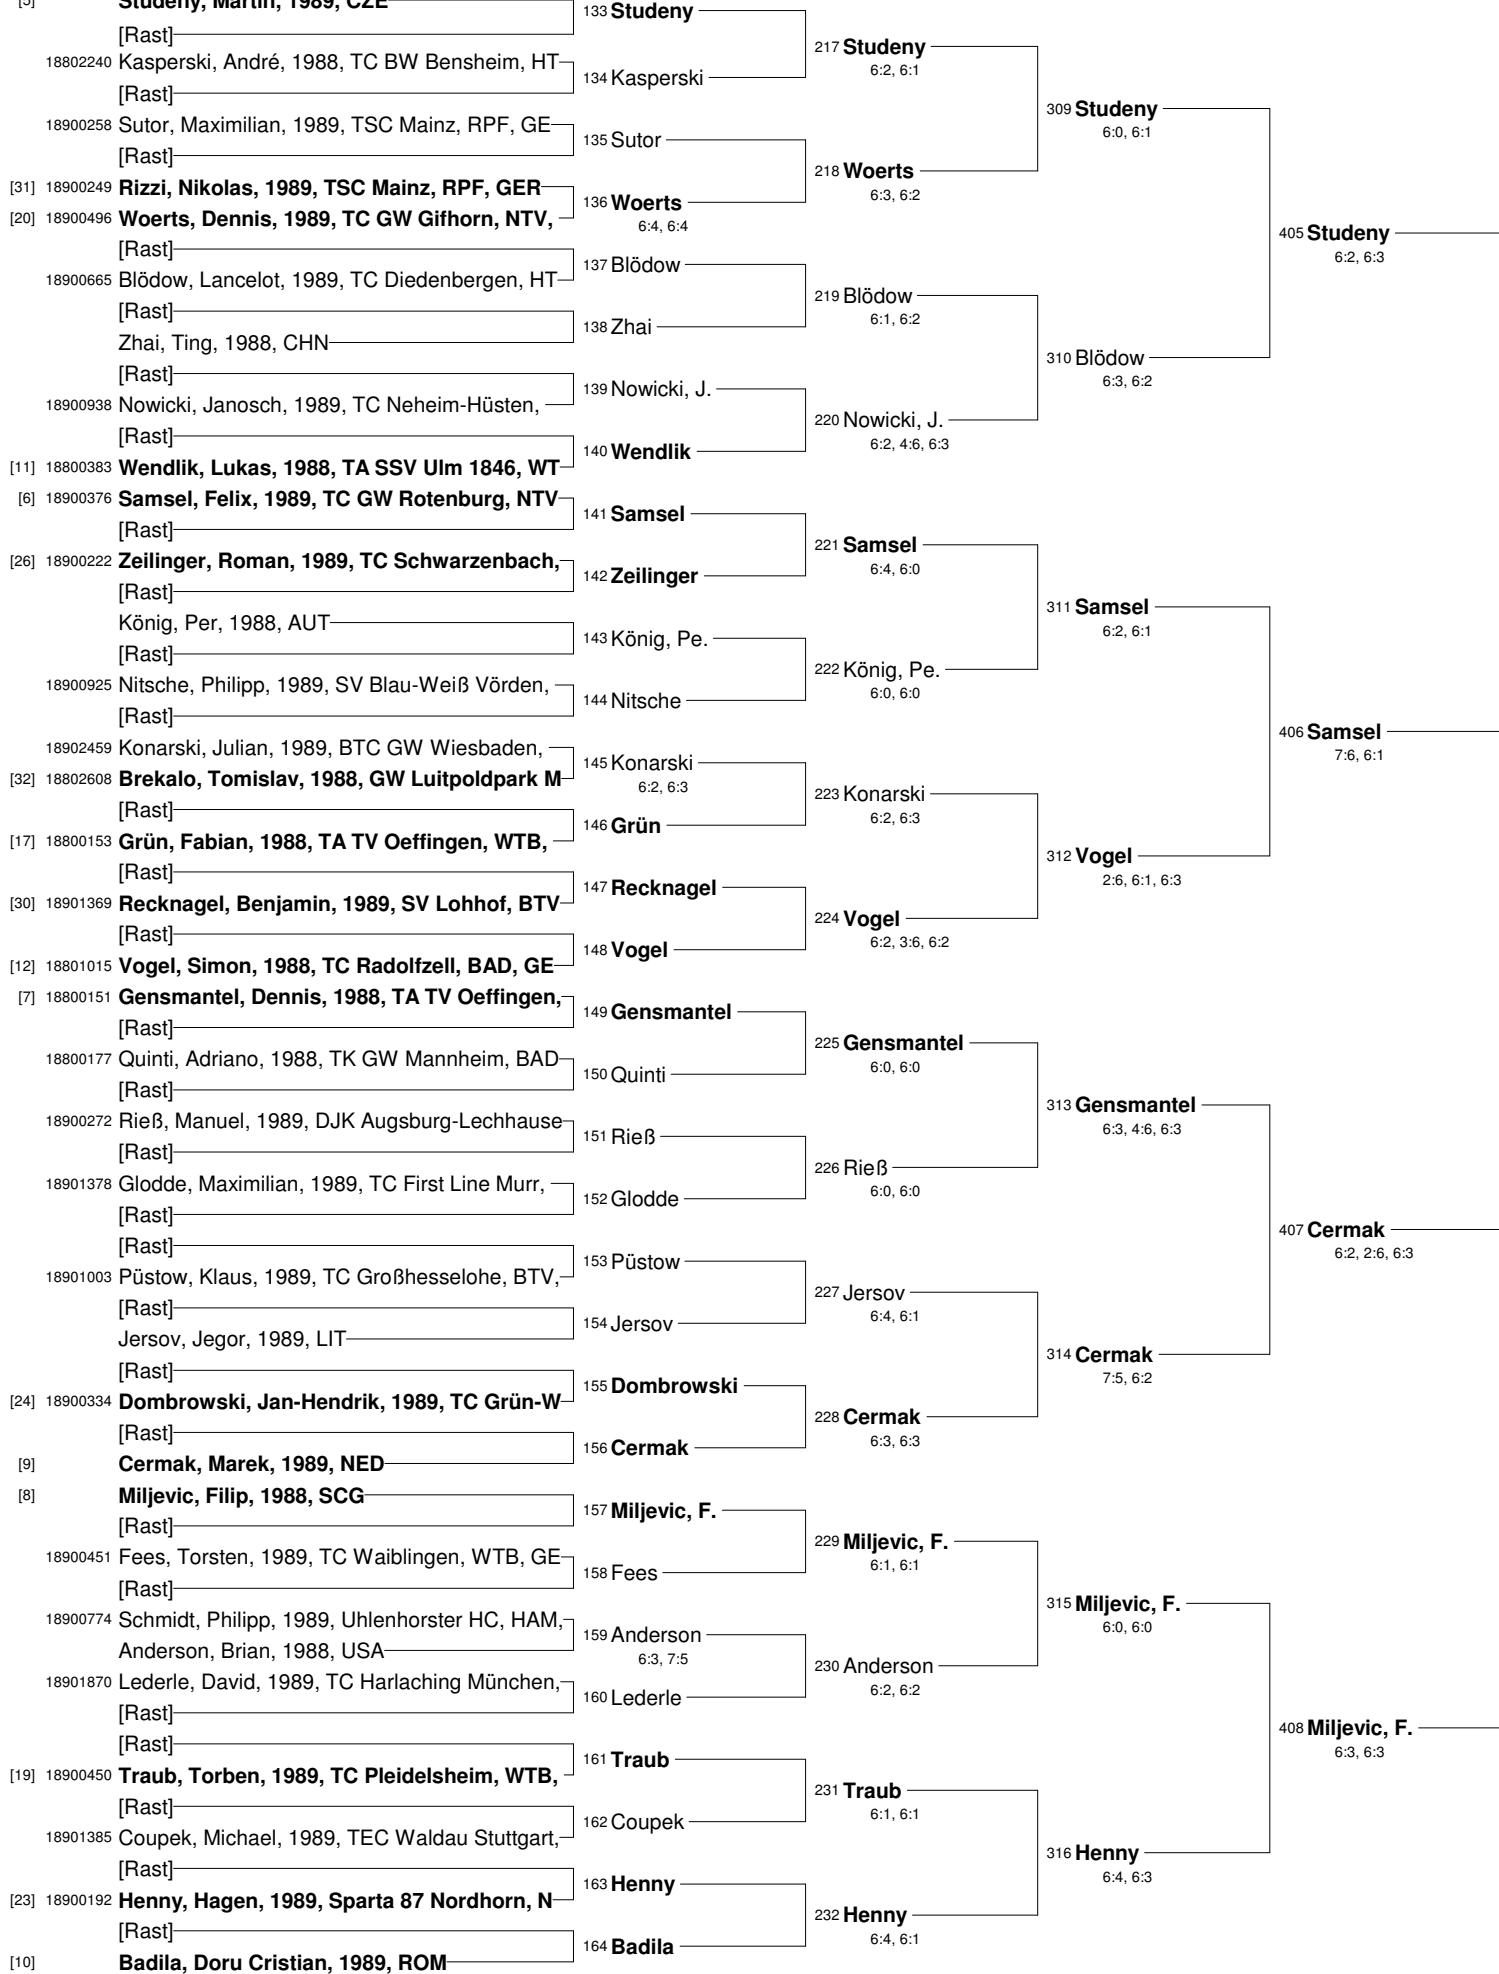 [5] Studeny, Martin, 1989, CZE
133 Studeny
[Rast]
217 Studeny
6:2, 6:1
18802240 Kasperski, André, 1988, TC BW Bensheim, HT
134 Kasperski
[Rast]
309 Studeny
6:0, 6:1
18900258 Sutor, Maximilian, 1989, TSC Mainz, RPF, GE
135 Sutor
[Rast]
218 Woerts
6:3, 6:2
[31] 18900249 Rizzi, Nikolas, 1989, TSC Mainz, RPF, GER
136 Woerts
6:4, 6:4
[20] 18900496 Woerts, Dennis, 1989, TC GW Gifhorn, NTV,
405 Studeny
6:2, 6:3
[Rast]
137 Blödow
18900665 Blödow, Lancelot, 1989, TC Diedenbergen, HT
219 Blödow
6:1, 6:2
[Rast]
138 Zhai
Zhai, Ting, 1988, CHN
310 Blödow
6:3, 6:2
[Rast]
139 Nowicki, J.
18900938 Nowicki, Janosch, 1989, TC Neheim-Hüsten,
220 Nowicki, J.
6:2, 4:6, 6:3
[Rast]
140 Wendlik
[11] 18800383 Wendlik, Lukas, 1988, TA SSV Ulm 1846, WT
[6] 18900376 Samsel, Felix, 1989, TC GW Rotenburg, NTV
141 Samsel
[Rast]
221 Samsel
6:4, 6:0
[26] 18900222 Zeilinger, Roman, 1989, TC Schwarzenbach,
142 Zeilinger
[Rast]
311 Samsel
6:2, 6:1
König, Per, 1988, AUT
143 König, Pe.
[Rast]
222 König, Pe.
6:0, 6:0
18900925 Nitsche, Philipp, 1989, SV Blau-Weiß Vörden,
144 Nitsche
[Rast]
406 Samsel
7:6, 6:1
18902459 Konarski, Julian, 1989, BTC GW Wiesbaden,
145 Konarski
6:2, 6:3
[32] 18802608 Brekalo, Tomislav, 1988, GW Luitpoldpark M
223 Konarski
6:2, 6:3
[Rast]
146 Grün
[17] 18800153 Grün, Fabian, 1988, TA TV Oeffingen, WTB,
312 Vogel
2:6, 6:1, 6:3
[Rast]
147 Recknagel
[30] 18901369 Recknagel, Benjamin, 1989, SV Lohhof, BTV
224 Vogel
6:2, 3:6, 6:2
[Rast]
148 Vogel
[12] 18801015 Vogel, Simon, 1988, TC Radolfzell, BAD, GE
[7] 18800151 Gensmantel, Dennis, 1988, TA TV Oeffingen,
149 Gensmantel
[Rast]
225 Gensmantel
6:0, 6:0
18800177 Quinti, Adriano, 1988, TK GW Mannheim, BAD
150 Quinti
[Rast]
313 Gensmantel
6:3, 4:6, 6:3
18900272 Rieß, Manuel, 1989, DJK Augsburg-Lechhause
151 Rieß
[Rast]
226 Rieß
6:0, 6:0
18901378 Glodde, Maximilian, 1989, TC First Line Murr,
152 Glodde
[Rast]
407 Cermak
6:2, 2:6, 6:3
[Rast]
153 Püstow
18901003 Püstow, Klaus, 1989, TC Großhesselohe, BTV,
227 Jersov
6:4, 6:1
[Rast]
154 Jersov
Jersov, Jegor, 1989, LIT
314 Cermak
7:5, 6:2
[Rast]
155 Dombrowski
[24] 18900334 Dombrowski, Jan-Hendrik, 1989, TC Grün-W
228 Cermak
6:3, 6:3
[Rast]
156 Cermak
[9] Cermak, Marek, 1989, NED
[8] Miljevic, Filip, 1988, SCG
157 Miljevic, F.
[Rast]
229 Miljevic, F.
6:1, 6:1
18900451 Fees, Torsten, 1989, TC Waiblingen, WTB, GE
158 Fees
[Rast]
315 Miljevic, F.
6:0, 6:0
18900774 Schmidt, Philipp, 1989, Uhlenhorster HC, HAM,
159 Anderson
6:3, 7:5
Anderson, Brian, 1988, USA
230 Anderson
6:2, 6:2
18901870 Lederle, David, 1989, TC Harlaching München,
160 Lederle
[Rast]
408 Miljevic, F.
6:3, 6:3
[Rast]
161 Traub
[19] 18900450 Traub, Torben, 1989, TC Pleidelsheim, WTB,
231 Traub
6:1, 6:1
[Rast]
162 Coupek
18901385 Coupek, Michael, 1989, TEC Waldau Stuttgart,
316 Henny
6:4, 6:3
[Rast]
163 Henny
[23] 18900192 Henny, Hagen, 1989, Sparta 87 Nordhorn, N
232 Henny
6:4, 6:1
[Rast]
164 Badila
[10] Badila, Doru Cristian, 1989, ROM